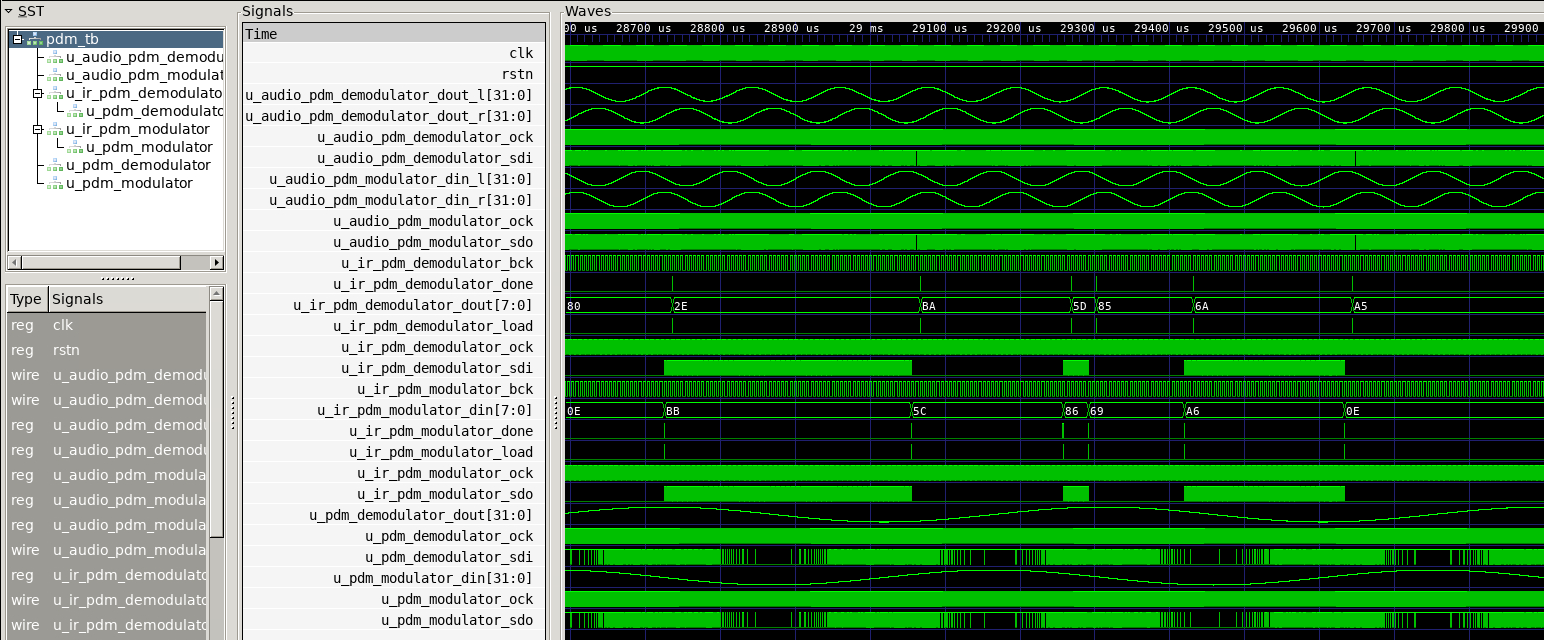 SST
pdm_tb
u_audio_pdm_demodu
u_audio_pdm_modulat
u_ir_pdm_demodulato
u_pdm_demodulato
u_ir_pdm_modulator
u_pdm_modulator
u_pdm_demodulator
u_pdm_modulator
Type Signals
reg clk
reg rstn
wire u_audio_pdm_demodu
wire u_audio_pdm_demodu
reg u_audio_pdm_demodu
reg u_audio_pdm_demodu
reg u_audio_pdm_modula
reg u_audio_pdm_modula
reg u_audio_pdm_modula
wire u_audio_pdm_modula
reg u_ir_pdm_demodulato
wire u_ir_pdm_demodulato
wire u_ir_pdm_demodulato
Signals
Time
clk
rstn
u_audio_pdm_demodulator_dout_l[31:0]
u_audio_pdm_demodulator_dout_r[31:0]
u_audio_pdm_demodulator_ock
u_audio_pdm_demodulator_sdi
u_audio_pdm_modulator_din_l[31:0]
u_audio_pdm_modulator_din_r[31:0]
u_audio_pdm_modulator_ock
u_audio_pdm_modulator_sdo
u_ir_pdm_demodulator_bck
u_ir_pdm_demodulator_done
u_ir_pdm_demodulator_dout[7:0]
u_ir_pdm_demodulator_load
u_ir_pdm_demodulator_ock
u_ir_pdm_demodulator_sdi
u_ir_pdm_modulator_bck
u_ir_pdm_modulator_din[7:0]
u_ir_pdm_modulator_done
u_ir_pdm_modulator_load
u_ir_pdm_modulator_ock
u_ir_pdm_modulator_sdo
u_pdm_demodulator_dout[31:0]
u_pdm_demodulator_ock
u_pdm_demodulator_sdi
u_pdm_modulator_din[31:0]
u_pdm_modulator_ock
u_pdm_modulator_sdo
Waves
00 us 28700 us 28800 us 28900 us 29 ms 29100 us 29200 us 29300 us 29400 us 29500 us 29600 us 29700 us 29800 us 29900
80 2E BA 5D 85 6A A5
0E BB 5C 86 69 A6 0E